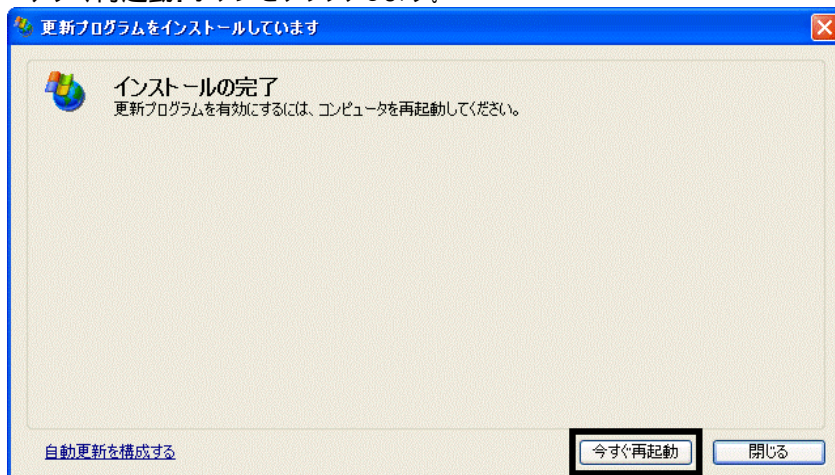 更新プログラムをインストールしています
インストールの完了
更新プログラムを有効にするには、コンピュータを再起動してください。
自動更新を構成する
今すぐ再起動
閉じる